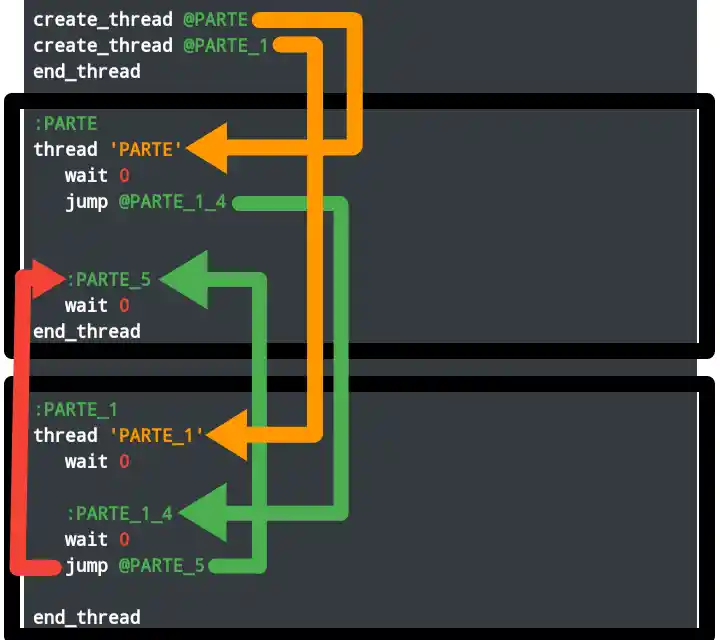 create_thread @PARTE
create_thread @PARTE_1
end_thread
:PARTE
thread 'PARTE'
wait 0
jump @PARTE_1_4
:PARTE_5
wait 0
end_thread
:PARTE_1
thread 'PARTE_1'
wait 0
:PARTE_1_4
wait 0
jump @PARTE_5
end_thread